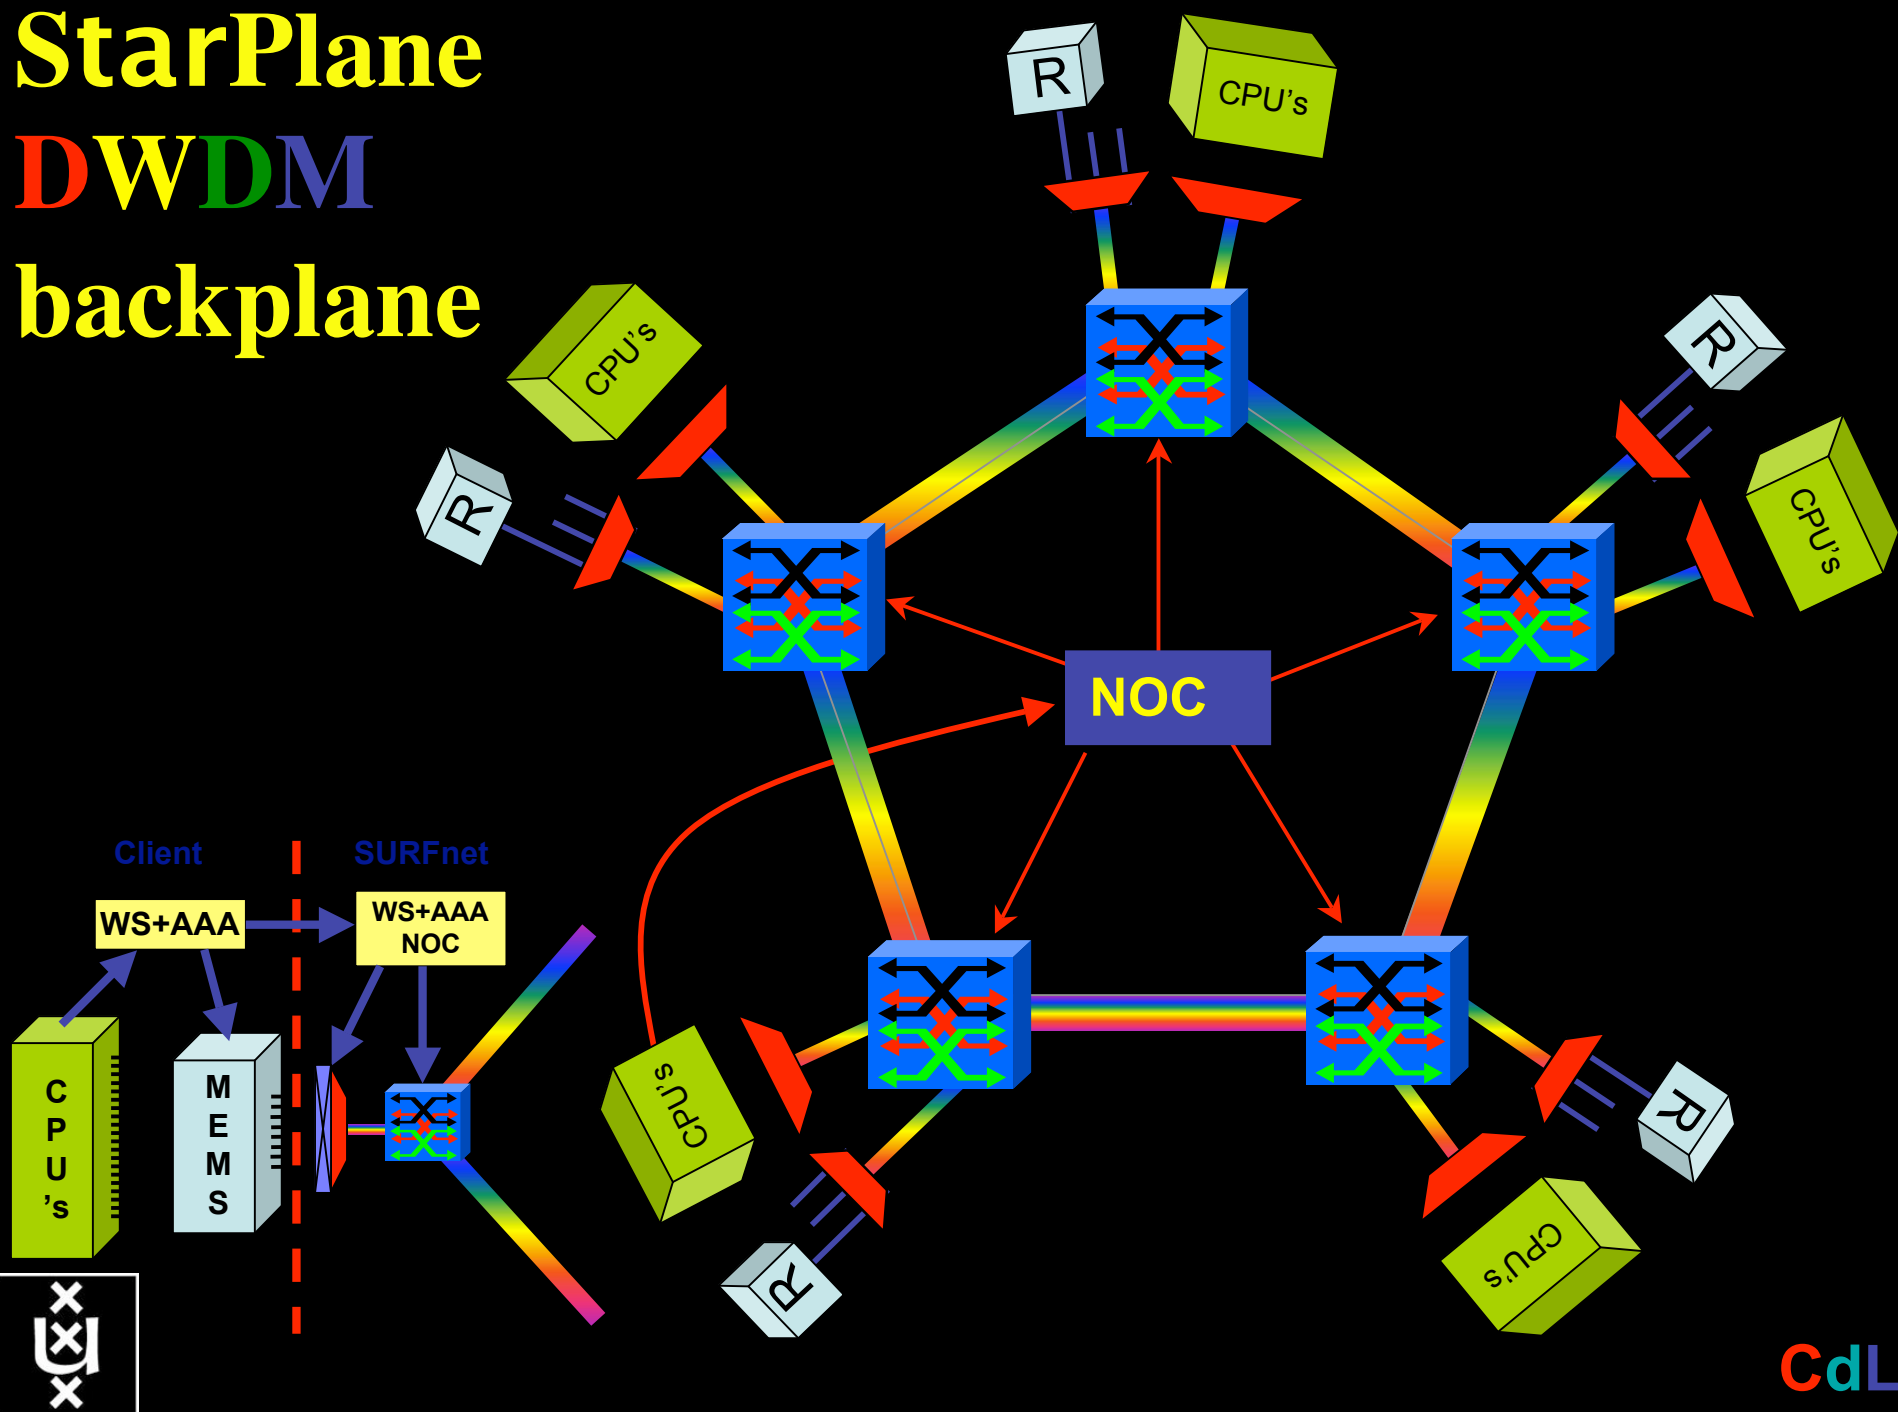 StarPlane
DWDM
backplane
R
CPU's
CPU's
R
R
CPU's
NOC
Client
SURFnet
WS+AAA
WS+AAA
NOC
C
P
U
's
M
E
M
S
CPU's
R
R
CPU's
U
CdL